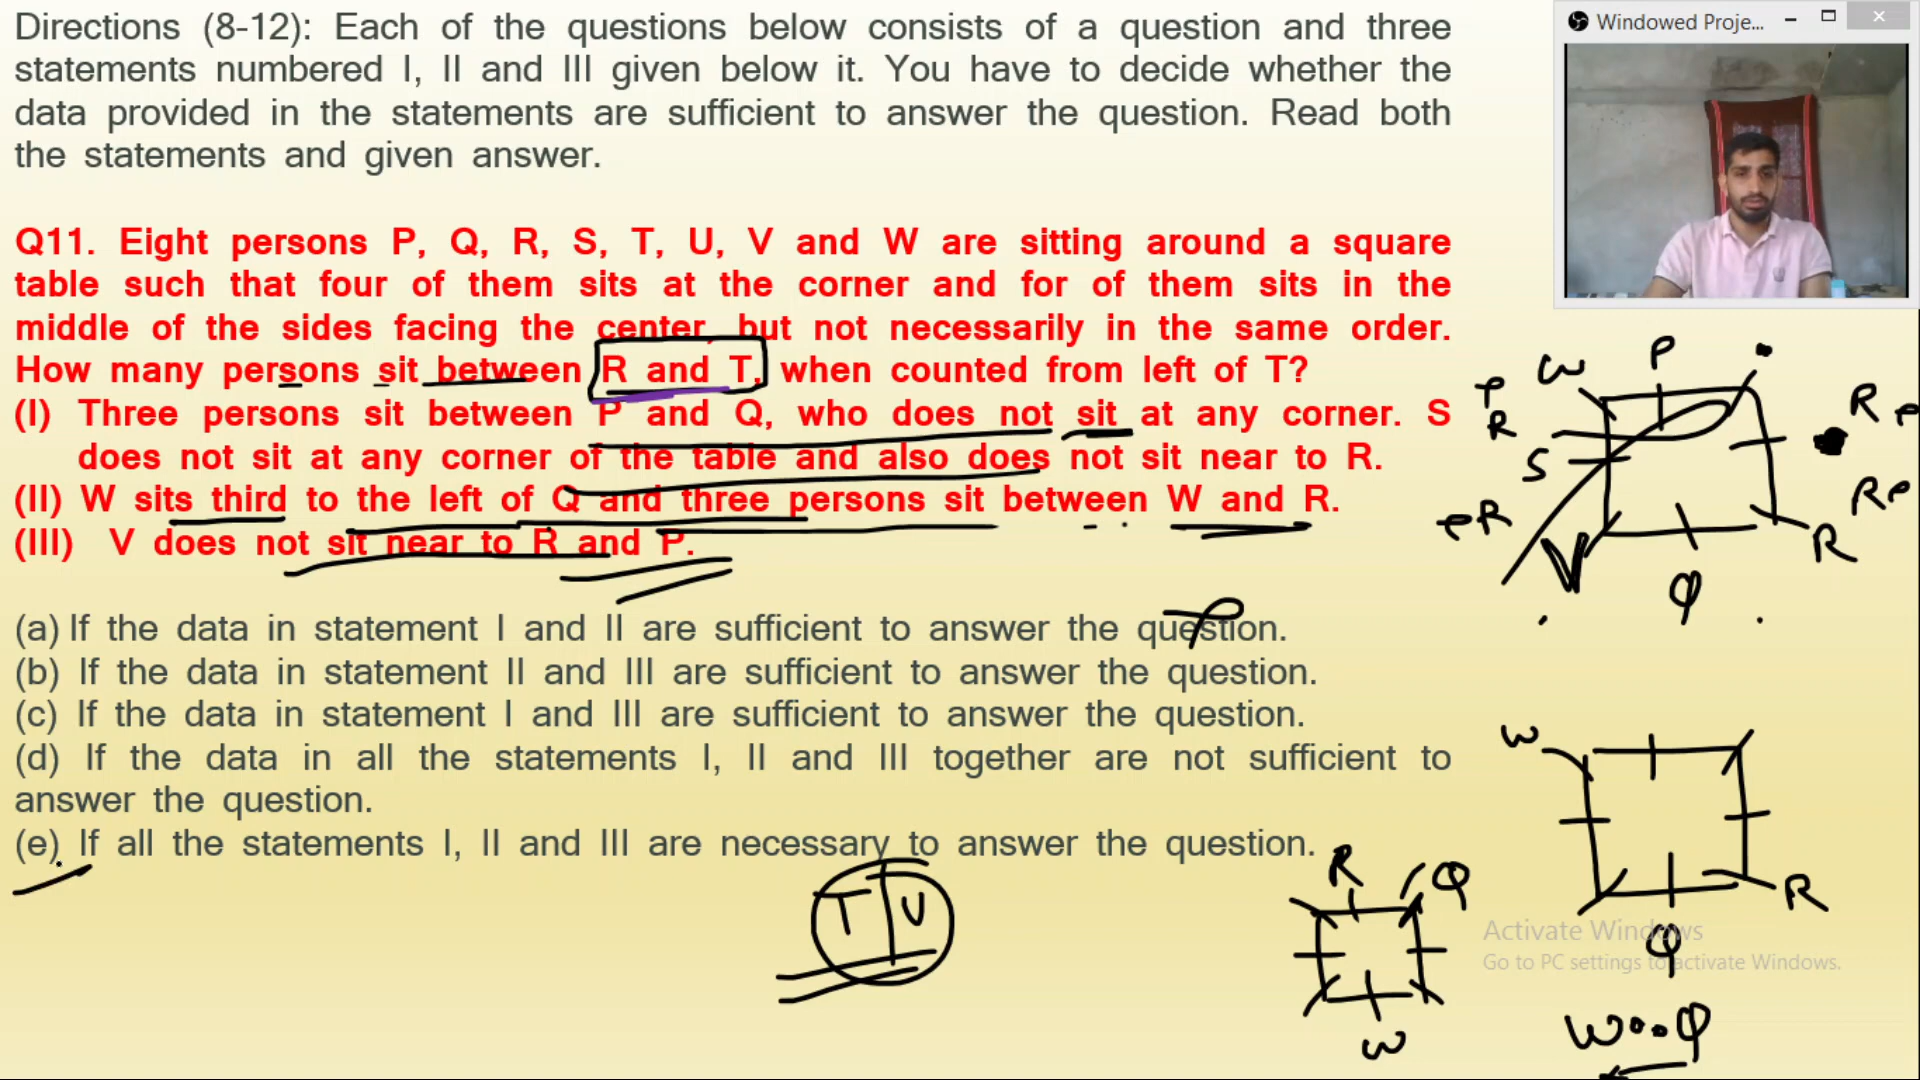 Directions (8-12): Each of the questions below consists of a question and three
statements numbered I, II and III given below it. You have to decide whether the
data provided in the statements are sufficient to answer the question. Read both
the statements and given answer.
Q11. Eight persons P, Q, R, S, T, U, V and W are sitting around a square
table such that four of them sits at the corner and for of them sits in the
middle of the sides facing the center, but not necessarily in the same order.
How many persons sit between R and T, when counted from left of T?
(I) Three persons sit between P and Q, who does not sit at any corner. S
does not sit at any corner of the table and also does not sit near to R.
(II) W sits third to the left of Q and three persons sit between W and R.
(III) V does not sit near to R and P.
(a) If the data in statement I and II are sufficient to answer the question.
(b) If the data in statement II and III are sufficient to answer the question.
(c) If the data in statement I and III are sufficient to answer the question.
(d) If the data in all the statements I, II and III together are not sufficient to
answer the question.
(e) If all the statements I, II and III are necessary to answer the question.
Windowed Proje...
W P
R
R
S
R
V
Q
R
W
R
Q
R Q
W
W Q
T U
Activate Windows
Go to PC settings to activate Windows.